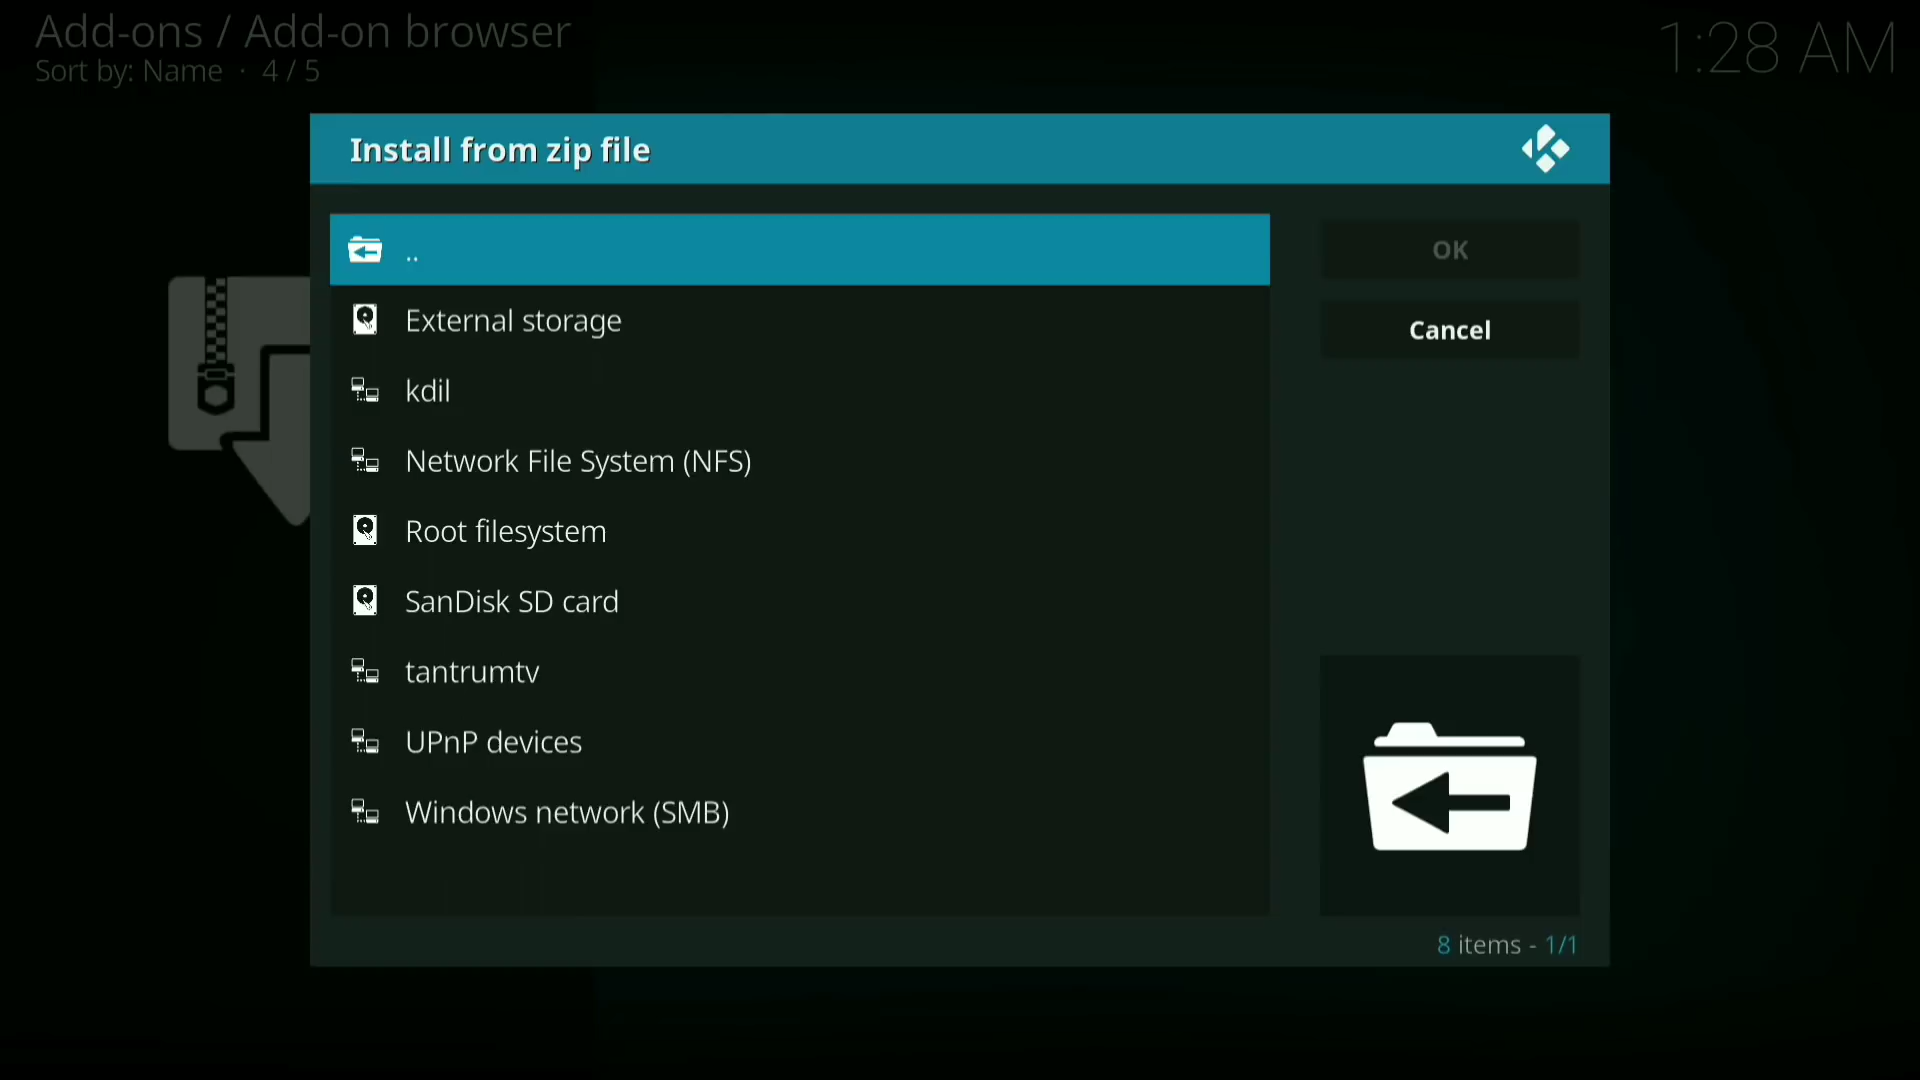 Add-ons / Add-on browser
Sort by: Name · 4 / 5
1:28 AM
Install from zip file
..
OK
External storage
Cancel
kdil
Network File System (NFS)
Root filesystem
SanDisk SD card
tantrumtv
UPnP devices
Windows network (SMB)
8 items - 1/1